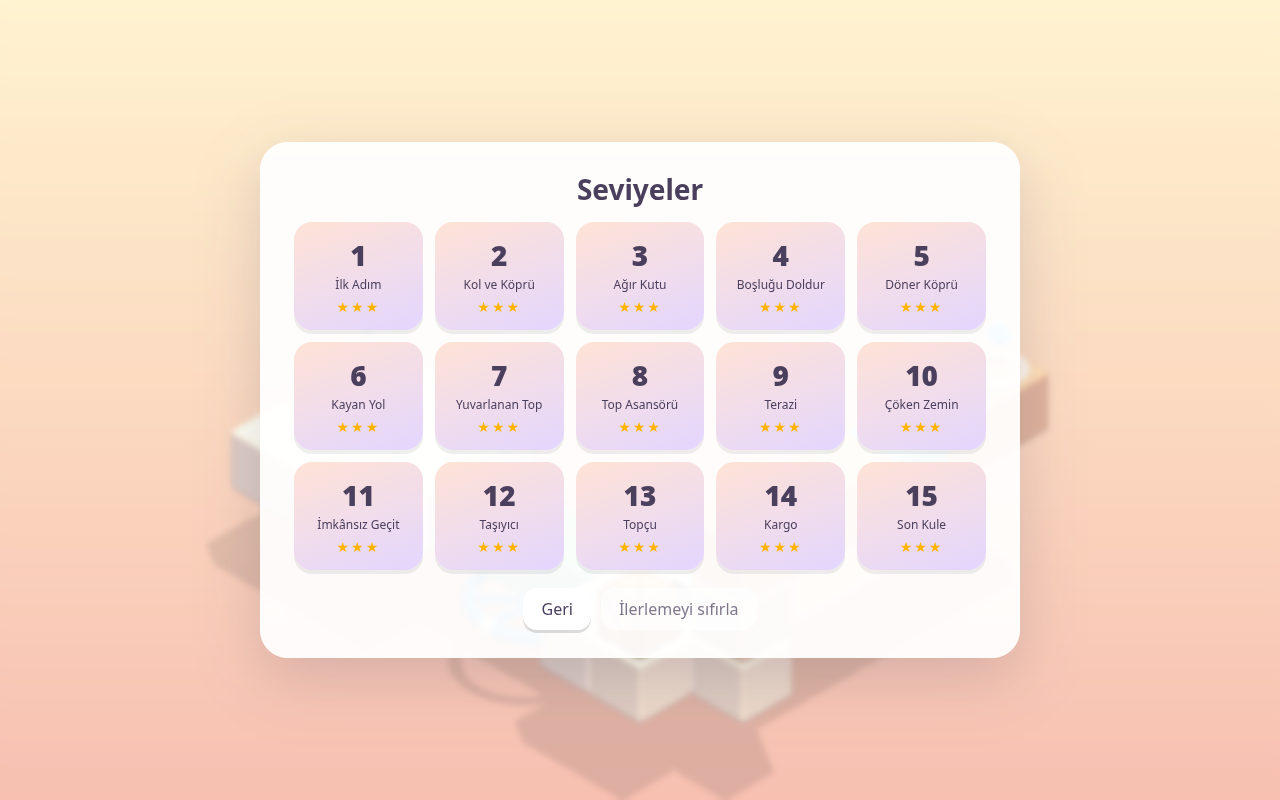 Seviyeler
1 2 3 4 5
İlk Adım Kol ve Köprü Ağır Kutu Boşluğu Doldur Döner Köprü
★★★ ★★★ ★★★ ★★★ ★★★
6 7 8 9 10
Kayan Yol Yuvarlanan Top Top Asansörü Terazi Çöken Zemin
★★★ ★★★ ★★★ ★★★ ★★★
11 12 13 14 15
İmkânsız Geçit Taşıyıcı Topçu Kargo Son Kule
★★★ ★★★ ★★★ ★★★ ★★★
Geri İlerlemeyi sıfırla